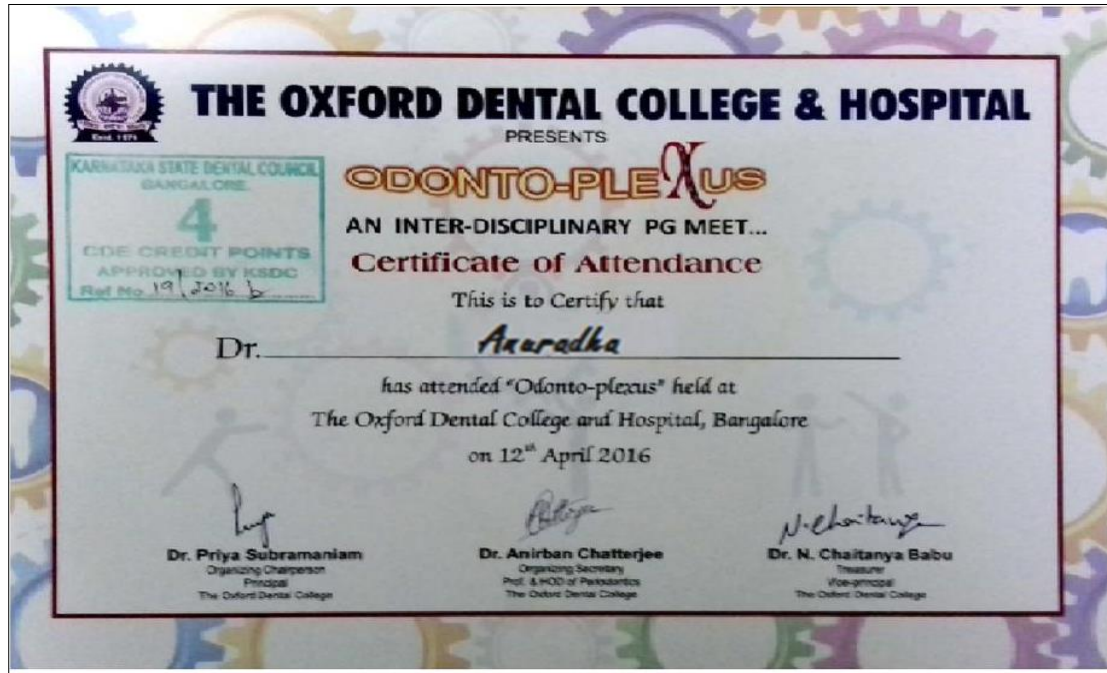 THE OXFORD DENTAL COLLEGE & HOSPITAL
Estd. 1974
PRESENTS
KARNATAKA STATE DENTAL COUNCIL
BANGALORE.
4
CDE CREDIT POINTS
APPROVED BY KSDC
Ref No 19/2016 b
ODONTO-PLEXUS
AN INTER-DISCIPLINARY PG MEET...
Certificate of Attendance
This is to Certify that
Dr. Anuradha
has attended "Odonto-plexus" held at
The Oxford Dental College and Hospital, Bangalore
on 12th April 2016
N. Chaitanya
Dr. Priya Subramaniam
Organizing Chairperson
Principal
The Oxford Dental College
Dr. Anirban Chatterjee
Organizing Secretary
Prof. & HOD of Periodontics
The Oxford Dental College
Dr. N. Chaitanya Babu
Treasurer
Vice-principal
The Oxford Dental College